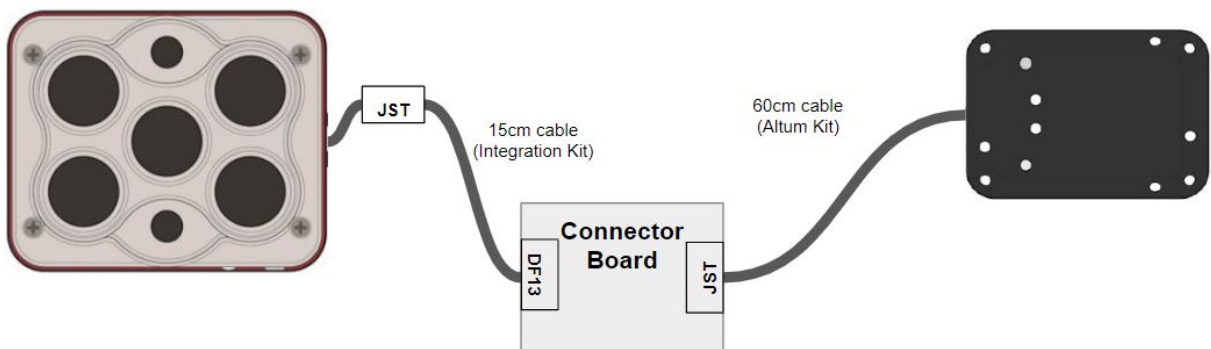 JST
15cm cable
(Integration Kit)
60cm cable
(Altum Kit)
Connector
Board
DF13
JST